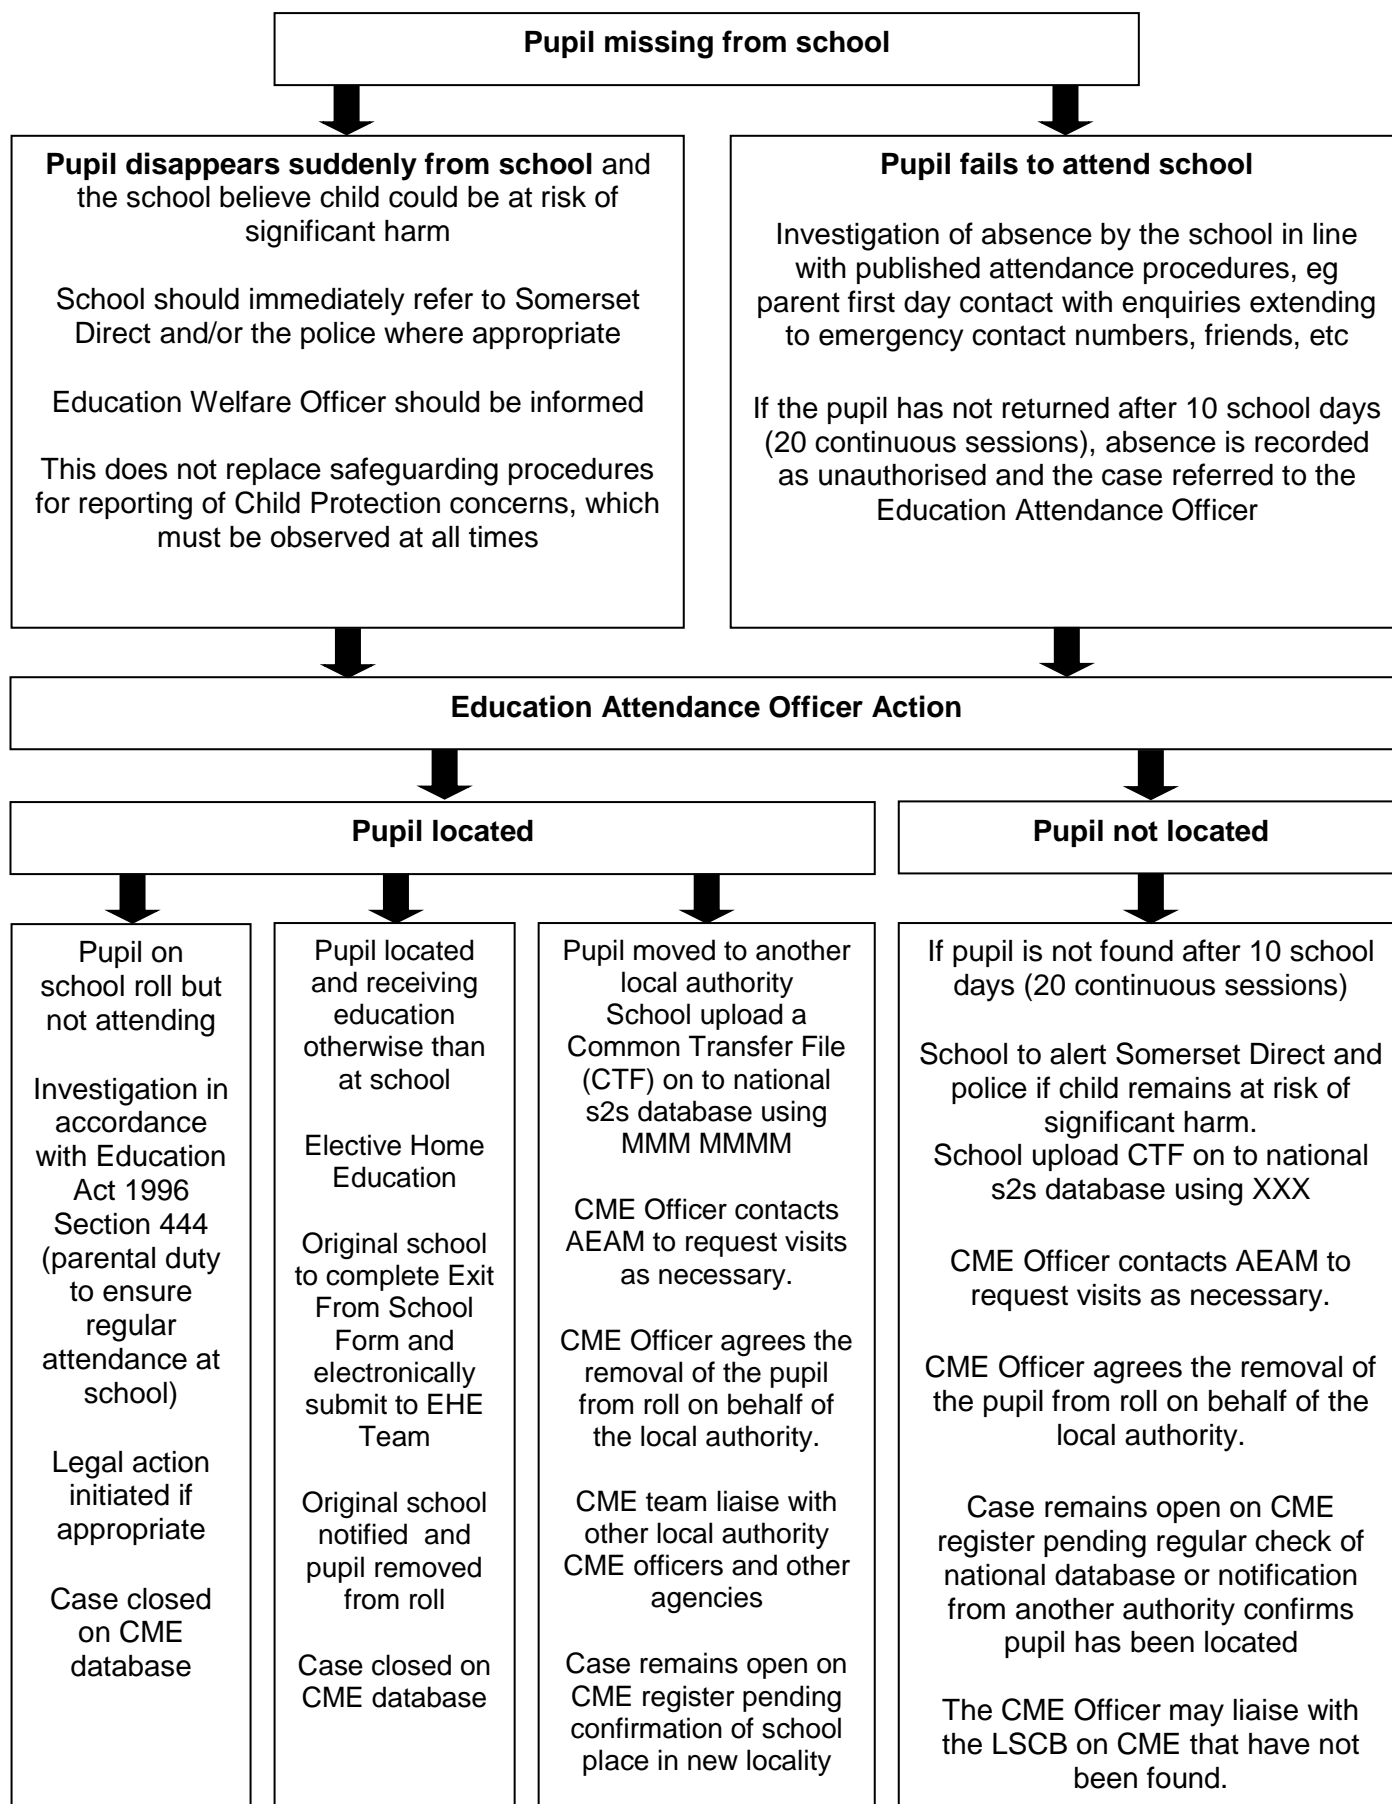 Pupil missing from school
Pupil disappears suddenly from school and
the school believe child could be at risk of
significant harm
School should immediately refer to Somerset
Direct and/or the police where appropriate
Education Welfare Officer should be informed
This does not replace safeguarding procedures
for reporting of Child Protection concerns, which
must be observed at all times
Pupil fails to attend school
Investigation of absence by the school in line
with published attendance procedures, eg
parent first day contact with enquiries extending
to emergency contact numbers, friends, etc
If the pupil has not returned after 10 school days
(20 continuous sessions), absence is recorded
as unauthorised and the case referred to the
Education Attendance Officer
Education Attendance Officer Action
Pupil located
Pupil not located
Pupil on
school roll but
not attending
Investigation in
accordance
with Education
Act 1996
Section 444
(parental duty
to ensure
regular
attendance at
school)
Legal action
initiated if
appropriate
Case closed
on CME
database
Pupil located
and receiving
education
otherwise than
at school
Elective Home
Education
Original school
to complete Exit
From School
Form and
electronically
submit to EHE
Team
Original school
notified and
pupil removed
from roll
Case closed on
CME database
Pupil moved to another
local authority
School upload a
Common Transfer File
(CTF) on to national
s2s database using
MMM MMMM
CME Officer contacts
AEAM to request visits
as necessary.
CME Officer agrees the
removal of the pupil
from roll on behalf of
the local authority.
CME team liaise with
other local authority
CME officers and other
agencies
Case remains open on
CME register pending
confirmation of school
place in new locality
If pupil is not found after 10 school
days (20 continuous sessions)
School to alert Somerset Direct and
police if child remains at risk of
significant harm.
School upload CTF on to national
s2s database using XXX
CME Officer contacts AEAM to
request visits as necessary.
CME Officer agrees the removal of
the pupil from roll on behalf of the
local authority.
Case remains open on CME
register pending regular check of
national database or notification
from another authority confirms
pupil has been located
The CME Officer may liaise with
the LSCB on CME that have not
been found.